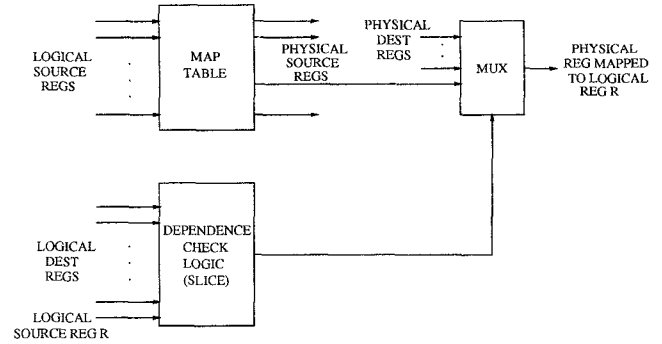 LOGICAL
SOURCE
REGS
MAP
TABLE
PHYSICAL
SOURCE
REGS
PHYSICAL
DEST
REGS
MUX
PHYSICAL
REG MAPPED
TO LOGICAL
REG R
LOGICAL
DEST
REGS
DEPENDENCE
CHECK
LOGIC
(SLICE)
LOGICAL
SOURCE REG R